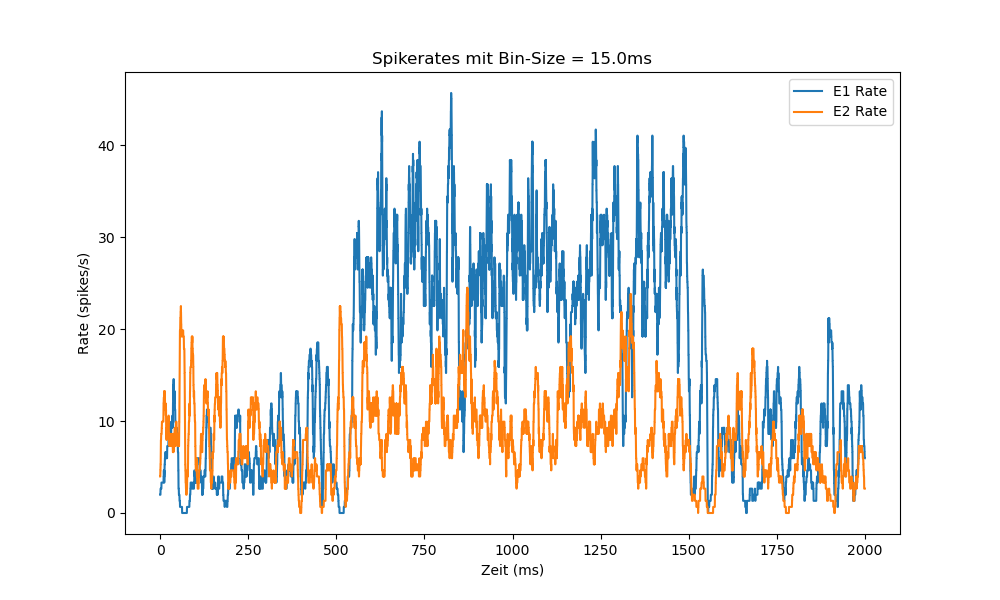 Spikerates mit Bin-Size = 15.0ms
E1 Rate
E2 Rate
40
30
20
10
0
Rate (spikes/s)
0 250 500 750 1000 1250 1500 1750 2000
Zeit (ms)